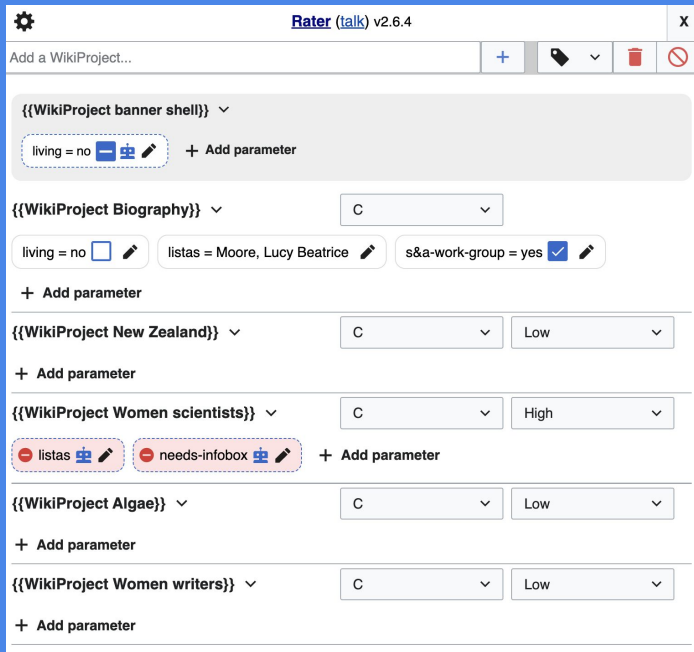 Rater (talk) v2.6.4 X
Add a WikiProject... +
{{WikiProject banner shell}}
living = no + Add parameter
{{WikiProject Biography}} C
living = no listas = Moore, Lucy Beatrice s&a-work-group = yes
+ Add parameter
{{WikiProject New Zealand}} C Low
+ Add parameter
{{WikiProject Women scientists}} C High
listas needs-infobox + Add parameter
{{WikiProject Algae}} C Low
+ Add parameter
{{WikiProject Women writers}} C Low
+ Add parameter